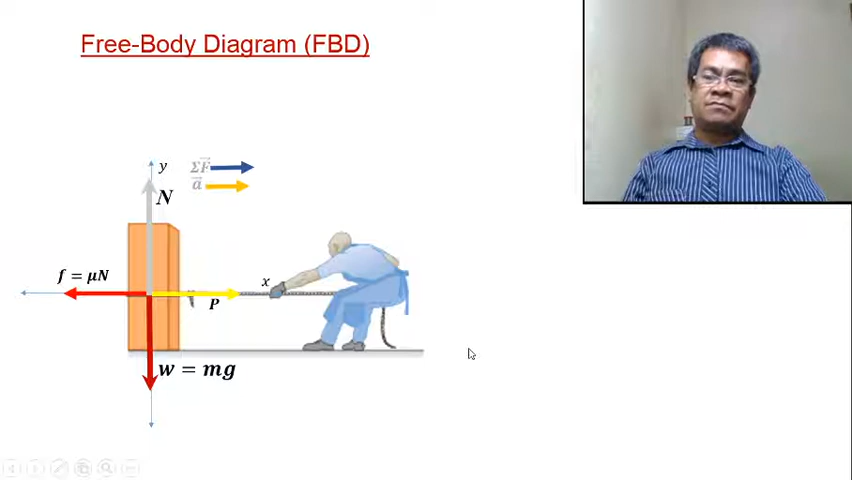 Free-Body Diagram (FBD)
y
ΣF⃗
a⃗
N
f = μN
x
P
w = mg